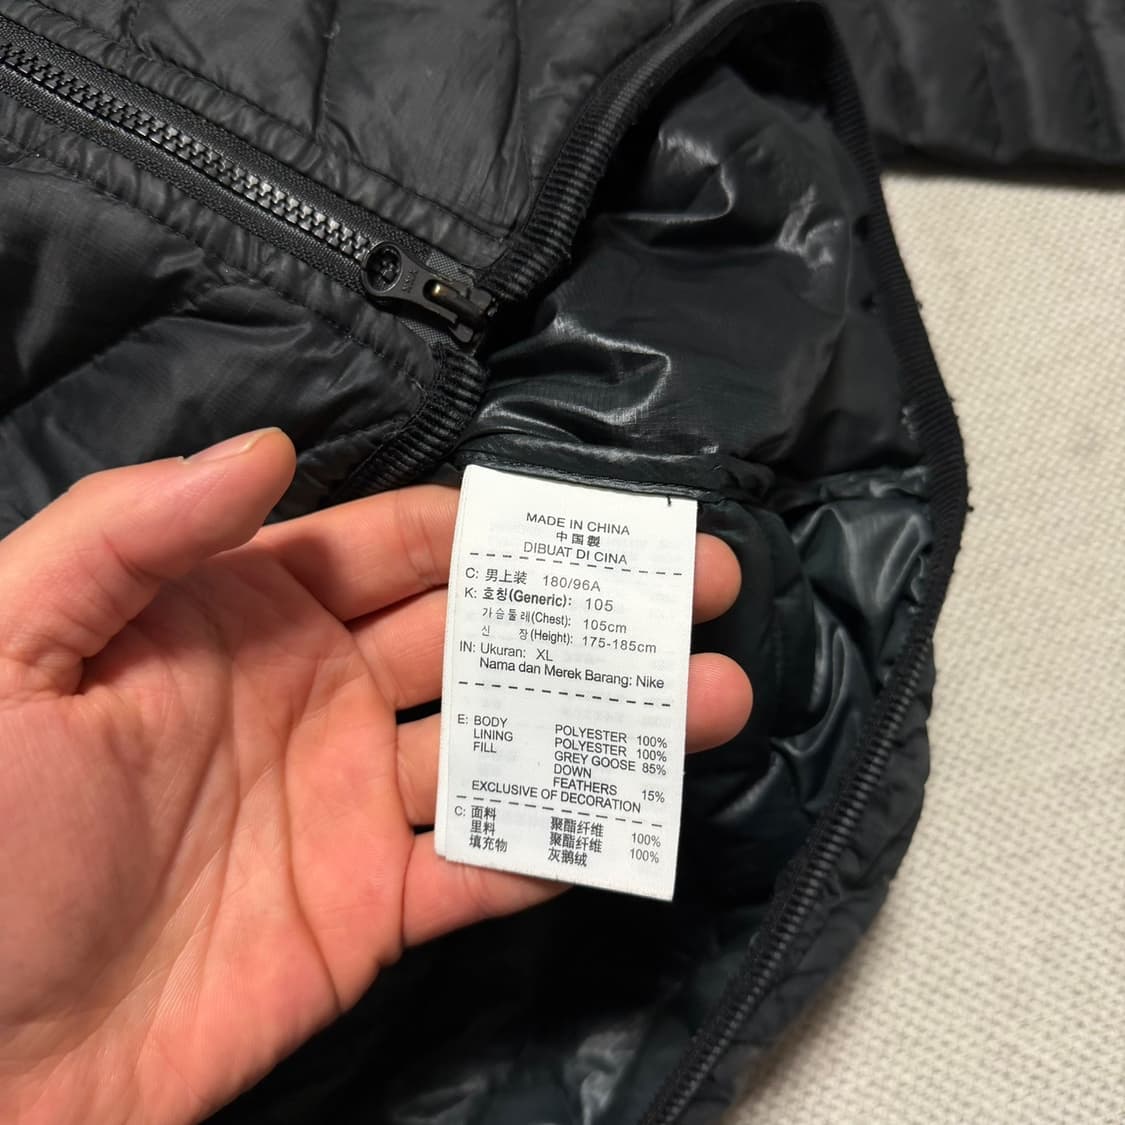 MADE IN CHINA
中国製
DIBUAT DI CINA
C: 男上装 180/96A
K: 호칭(Generic): 105
가슴둘레(Chest): 105cm
신 장(Height): 175-185cm
IN: Ukuran: XL
Nama dan Merek Barang: Nike
E: BODY POLYESTER 100%
LINING POLYESTER 100%
FILL GREY GOOSE 85%
DOWN
FEATHERS 15%
EXCLUSIVE OF DECORATION
C: 面料 聚酯纤维 100%
里料 聚酯纤维 100%
填充物 灰鹅绒